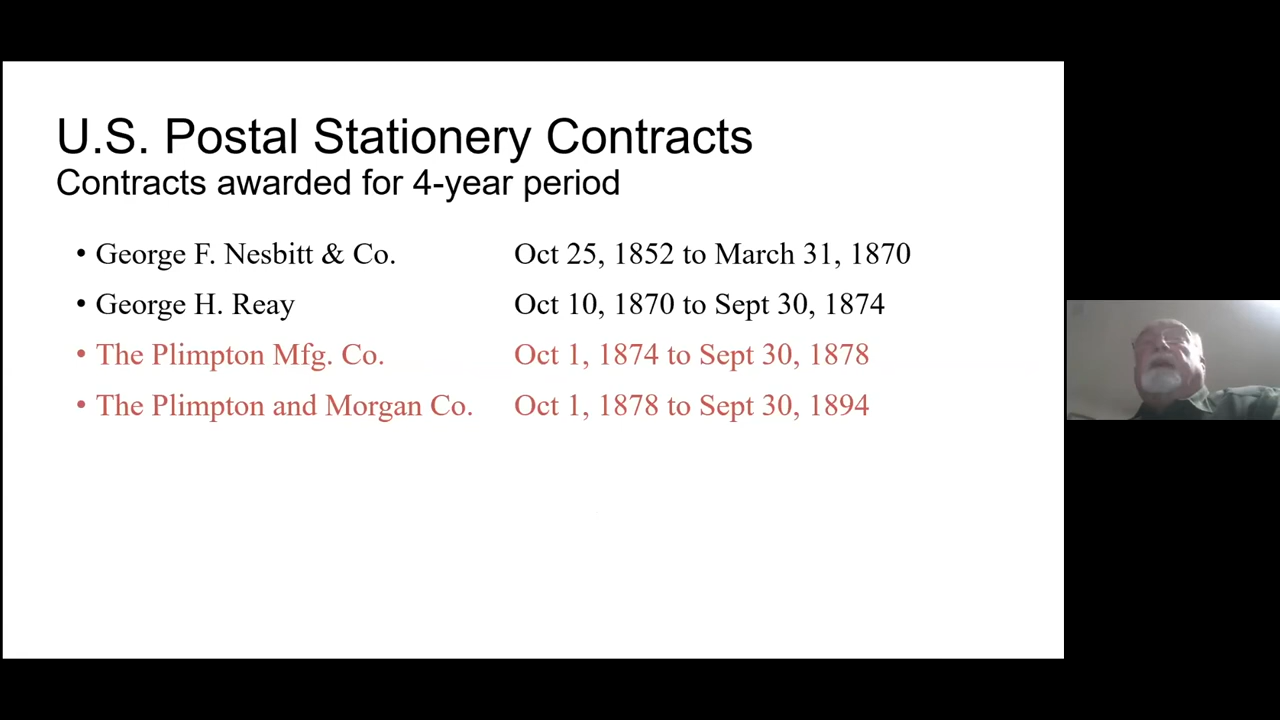 U.S. Postal Stationery Contracts
Contracts awarded for 4-year period
• George F. Nesbitt & Co. Oct 25, 1852 to March 31, 1870
• George H. Reay Oct 10, 1870 to Sept 30, 1874
• The Plimpton Mfg. Co. Oct 1, 1874 to Sept 30, 1878
• The Plimpton and Morgan Co. Oct 1, 1878 to Sept 30, 1894